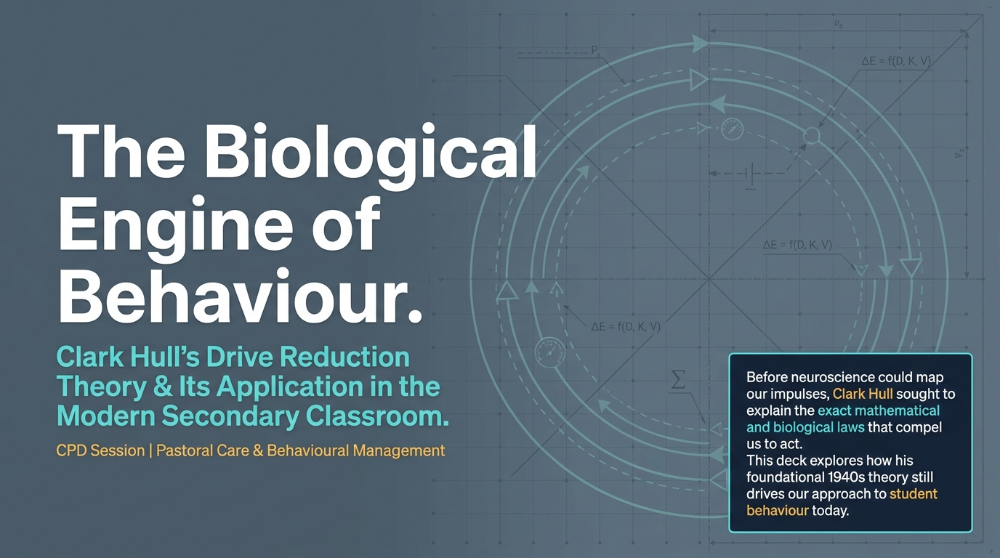 The Biological
Engine of
Behaviour.
Clark Hull’s Drive Reduction
Theory & Its Application in the
Modern Secondary Classroom.
CPD Session | Pastoral Care & Behavioural Management
ΔE = f(D, K, V)
ΔE = f(D, K, V)
ΔE = f(D, K, V)
Σ
Before neuroscience could map
our impulses, Clark Hull sought to
explain the exact mathematical
and biological laws that compel
us to act.
This deck explores how his
foundational 1940s theory still
drives our approach to student
behaviour today.